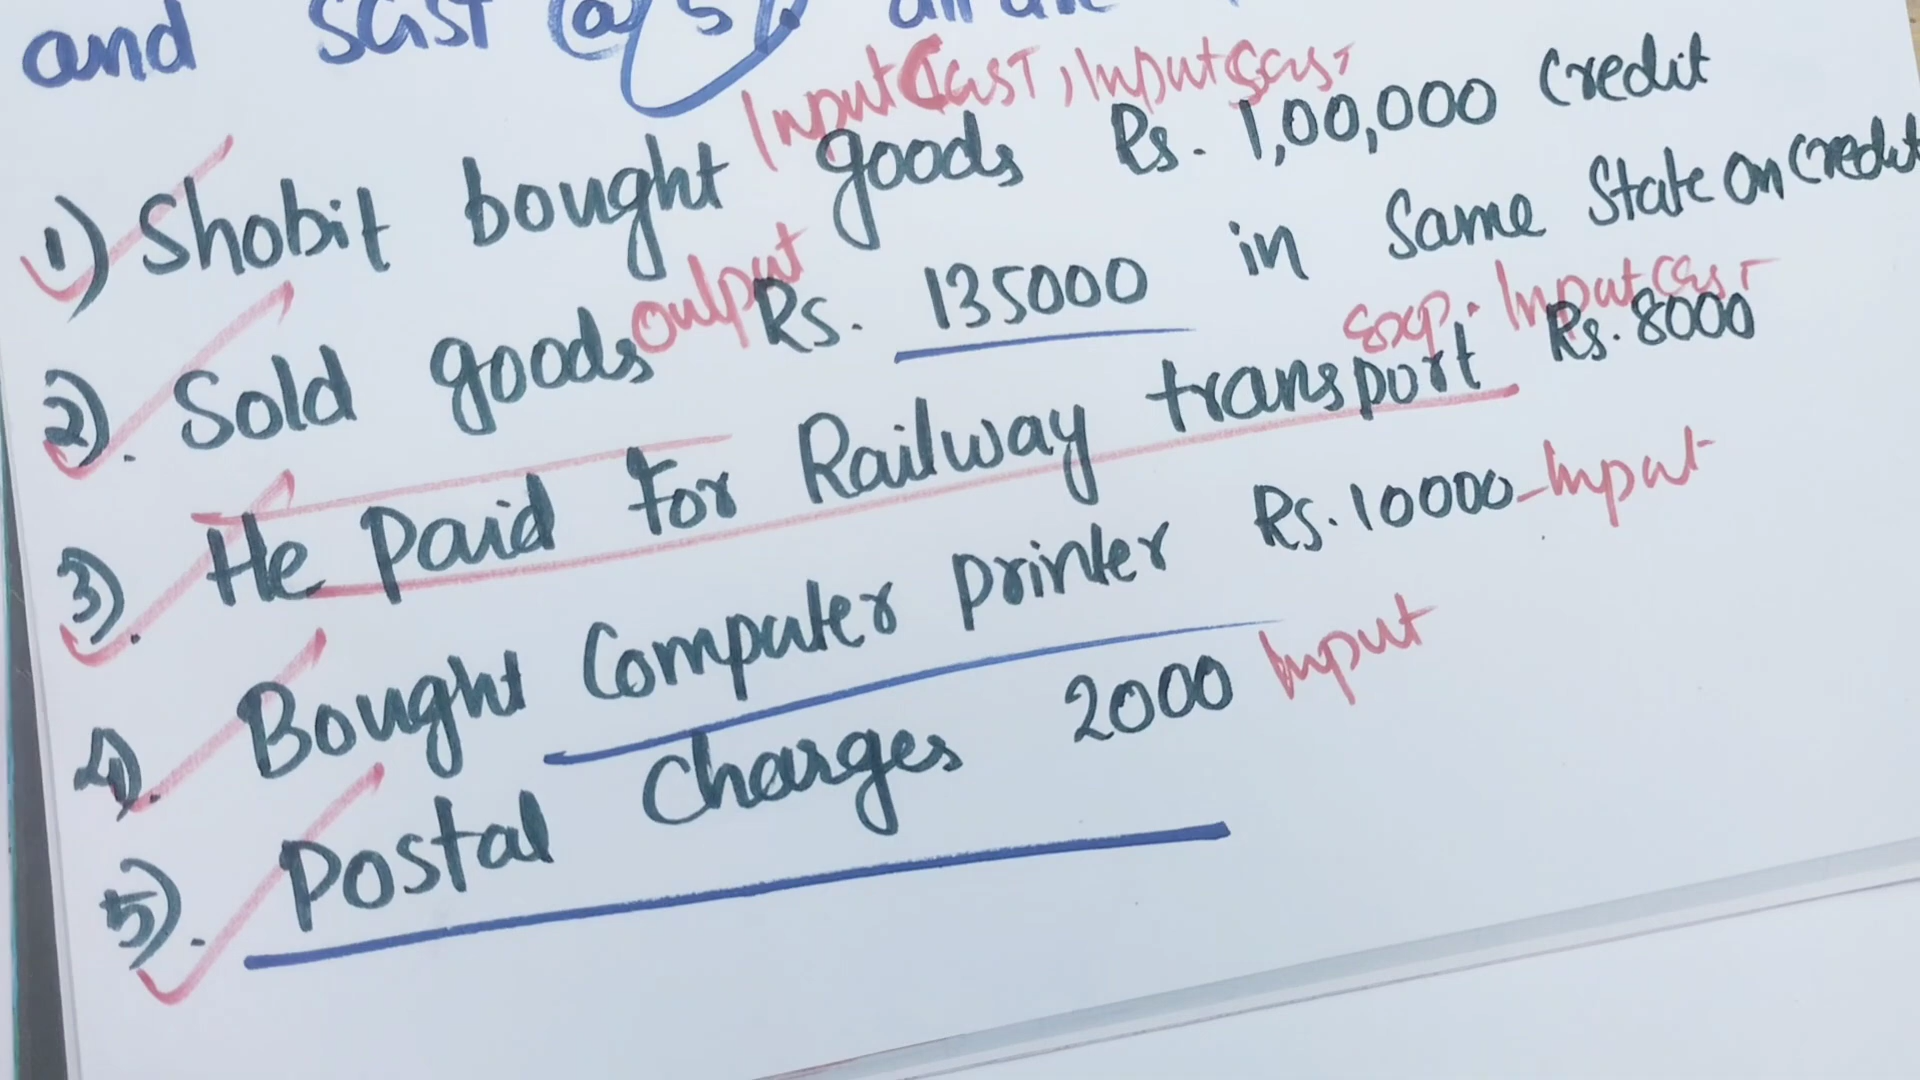 and SGST @ 5%
Input CGST, Input SGST
1) Shobit bought goods Rs. 1,00,000 Credit
output
2). Sold goods Rs. 135000 in Same State on Credit
exp. Input CGST
3). He Paid For Railway transport Rs. 8000
4). Bought Computer printer Rs. 10000 - Input
5). Postal Charges 2000 Input